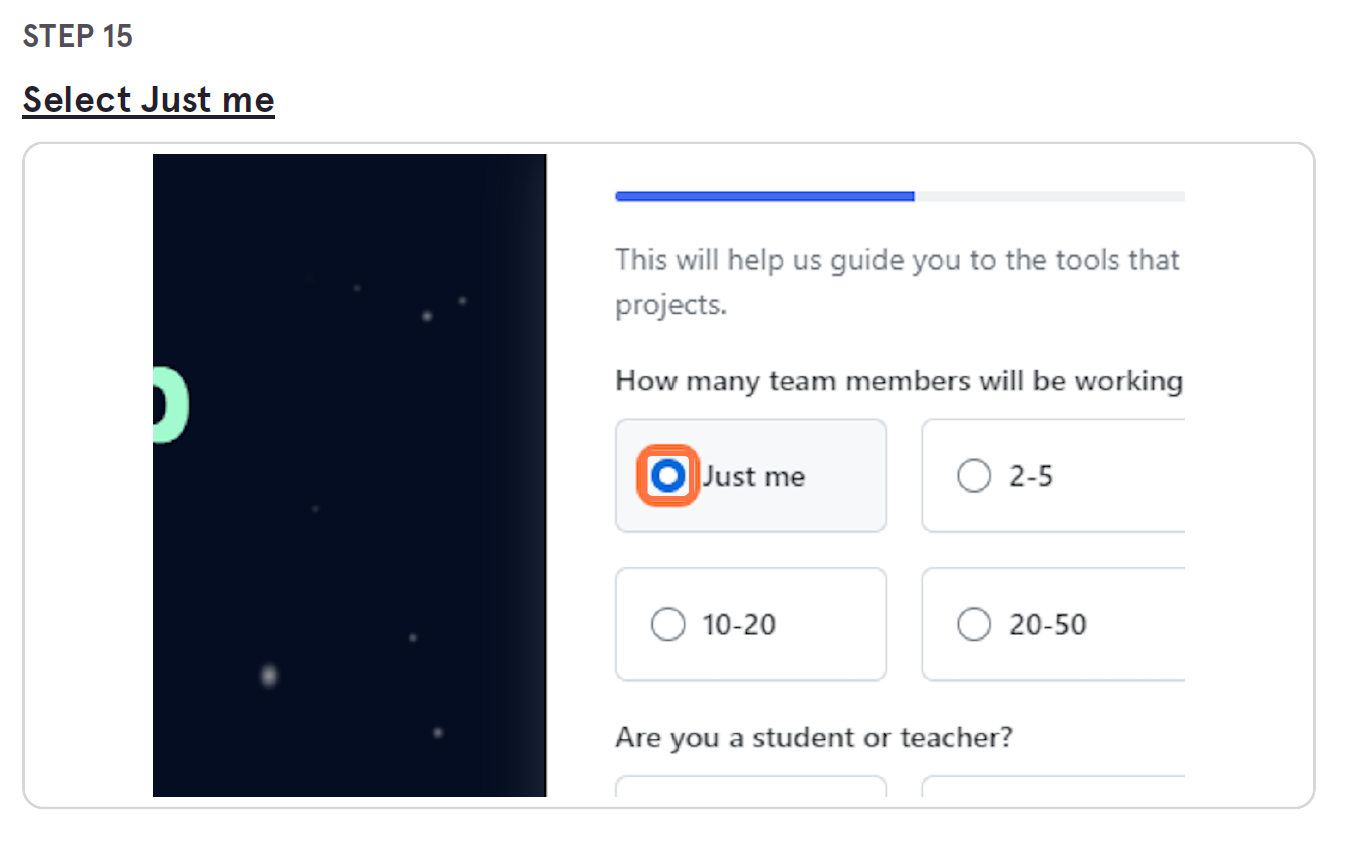 STEP 15
Select Just me
This will help us guide you to the tools that
projects.
How many team members will be working
Just me
2-5
10-20
20-50
Are you a student or teacher?